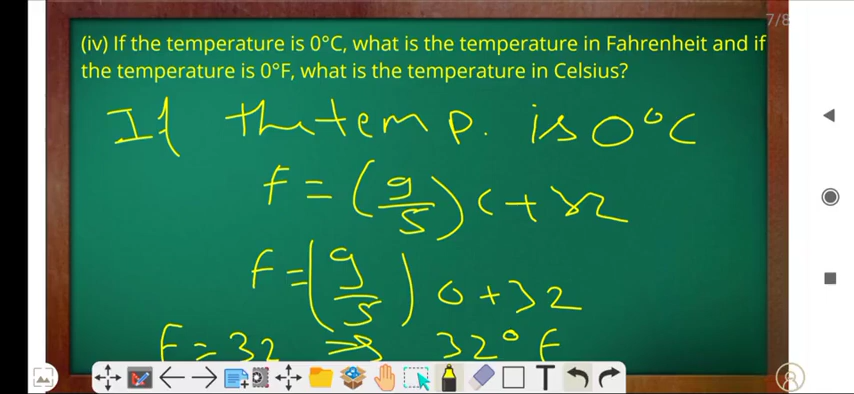 7/8
(iv) If the temperature is 0°C, what is the temperature in Fahrenheit and if
the temperature is 0°F, what is the temperature in Celsius?
If the temp. is 0°C
F = (9/5) C + 32
F = (9/5) 0 + 32
F = 32 ⇒ 32° F
T